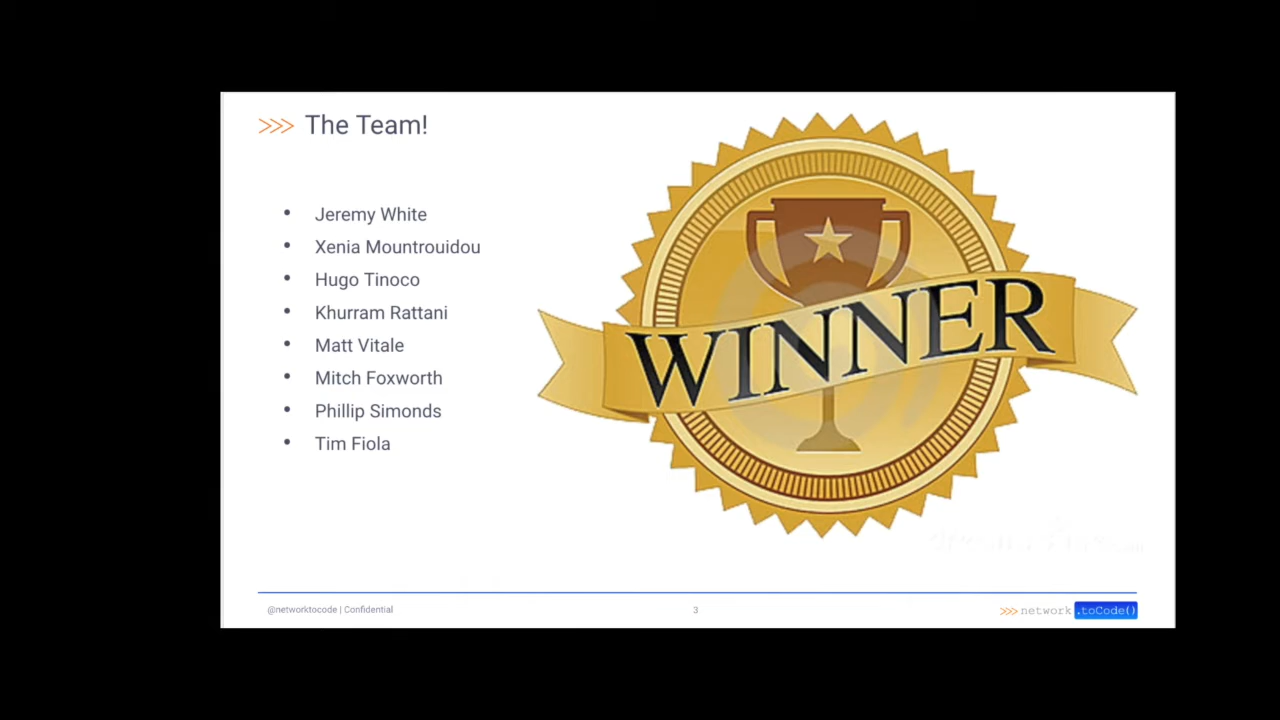 >>> The Team!
• Jeremy White
• Xenia Mountrouidou
• Hugo Tinoco
• Khurram Rattani
• Matt Vitale
• Mitch Foxworth
• Phillip Simonds
• Tim Fiola
WINNER
@networktocode | Confidential
3
>>> network.toCode()